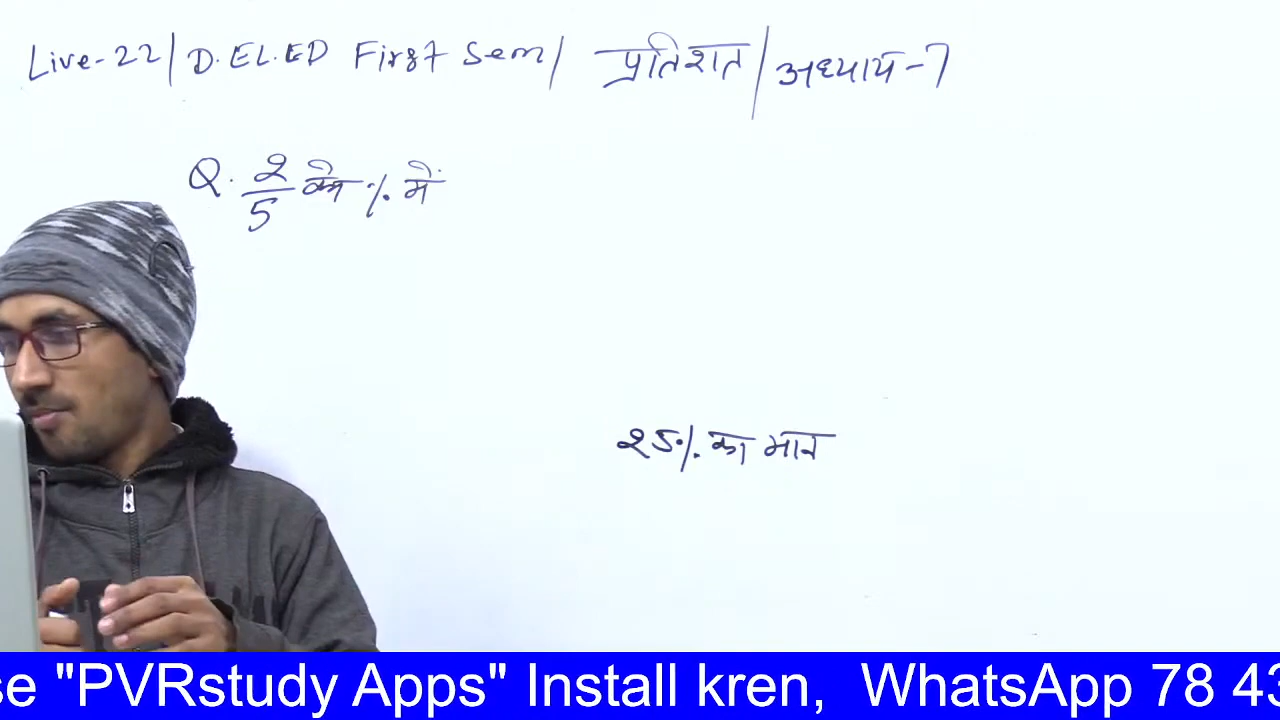 Live-22/ D.EL.ED First Sem/ प्रतिशत/ अध्याय-7
Q. 2/5 के % में
25% का मान
se "PVRstudy Apps" Install kren, WhatsApp 78 43